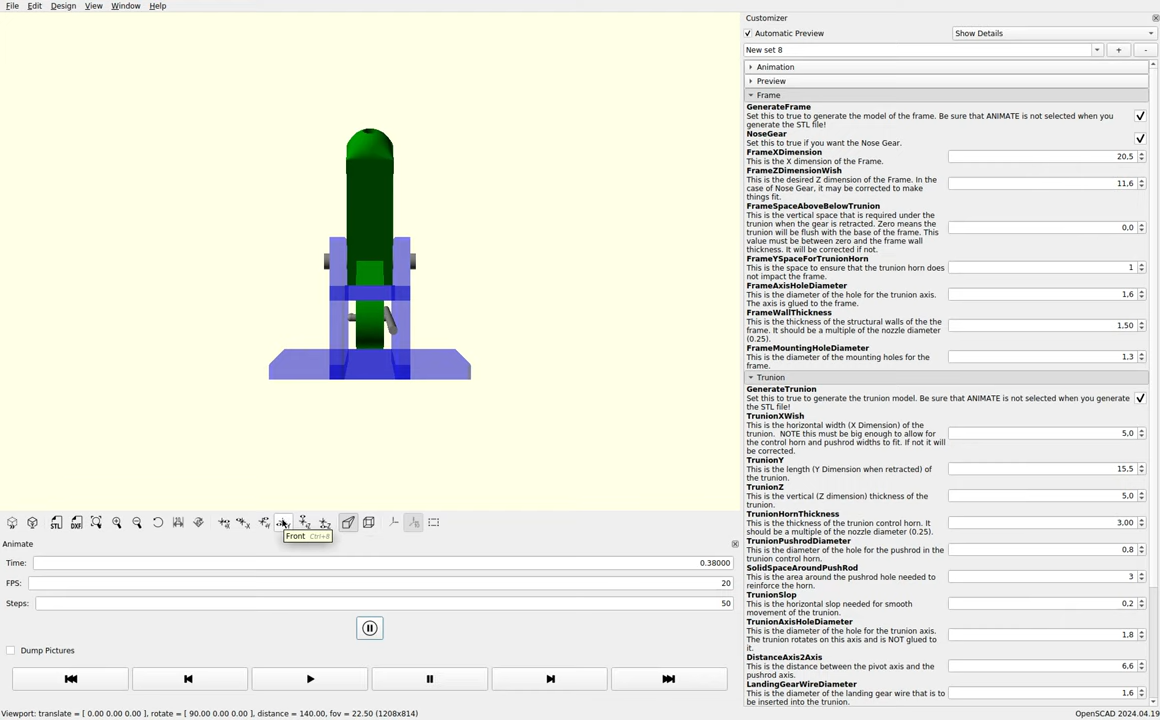 File Edit Design View Window Help
Customizer
Automatic Preview
Show Details
New set 8
+
-
Animation
Preview
Frame
GenerateFrame
Set this to true to generate the model of the frame. Be sure that ANIMATE is not selected when you
generate the STL file!
NoseGear
Set this to true if you want the Nose Gear.
FrameXDimension
This is the X dimension of the Frame.
20,5
FrameZDimensionWish
This is the desired Z dimension of the Frame. In the
case of Nose Gear, it may be corrected to make
things fit.
11,6
FrameSpaceAboveBelowTrunion
This is the vertical space that is required under the
trunion when the gear is retracted. Zero means the
trunion will be flush with the base of the frame. This
value must be between zero and the frame wall
thickness. It will be corrected if not.
0,0
FrameYSpaceForTrunionHorn
This is the space to ensure that the trunion horn does
not impact the frame.
1
FrameAxisHoleDiameter
This is the diameter of the hole for the trunion axis.
The axis is glued to the frame.
1,6
FrameWallThickness
This is the thickness of the structural walls of the the
frame. It should be a multiple of the nozzle diameter
(0.25).
1,50
FrameMountingHoleDiameter
This is the diameter of the mounting holes for the
frame.
1,3
Trunion
GenerateTrunion
Set this to true to generate the trunion model. Be sure that ANIMATE is not selected when you generate
the STL file!
TrunionXWish
This is the horizontal width (X Dimension) of the
trunion. NOTE this must be big enough to allow for
the control horn and pushrod widths to fit. If not it will
be corrected.
5,0
TrunionY
This is the length (Y Dimension when retracted) of
the trunion.
15,5
TrunionZ
This is the vertical (Z dimension) thickness of the
trunion.
5,0
TrunionHornThickness
This is the thickness of the trunion control horn. It
should be a multiple of the nozzle diameter (0.25).
3,00
TrunionPushrodDiameter
This is the diameter of the hole for the pushrod in the
trunion control horn.
0,8
SolidSpaceAroundPushRod
This is the area around the pushrod hole needed to
reinforce the horn.
3
TrunionSlop
This is the horizontal slop needed for smooth
movement of the trunion.
0,2
TrunionAxisHoleDiameter
This is the diameter of the hole for the trunion axis.
The trunion rotates on this axis and is NOT glued to
it.
1,8
DistanceAxis2Axis
This is the distance between the pivot axis and the
pushrod axis.
6,6
LandingGearWireDiameter
This is the diameter of the landing gear wire that is to
be inserted into the trunion.
1,6
STL
DXF
Front Ctrl+8
Animate
Time:
0.38000
FPS:
20
Steps:
50
Dump Pictures
Viewport: translate = [ 0.00 0.00 0.00 ], rotate = [ 90.00 0.00 0.00 ], distance = 140.00, fov = 22.50 (1208x814)
OpenSCAD 2024.04.19